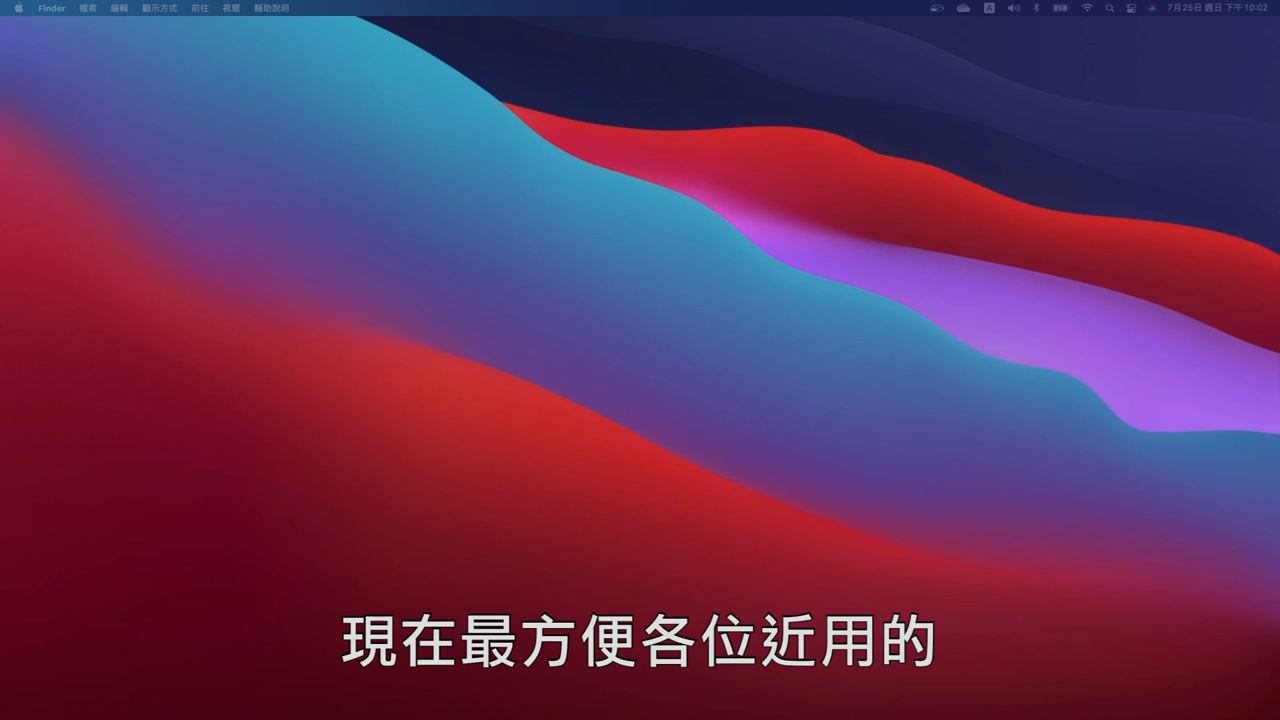 Finder 檔案 編輯 顯示方式 前往 視窗 輔助說明
A 7月25日 週日 下午10:02
現在最方便各位近用的